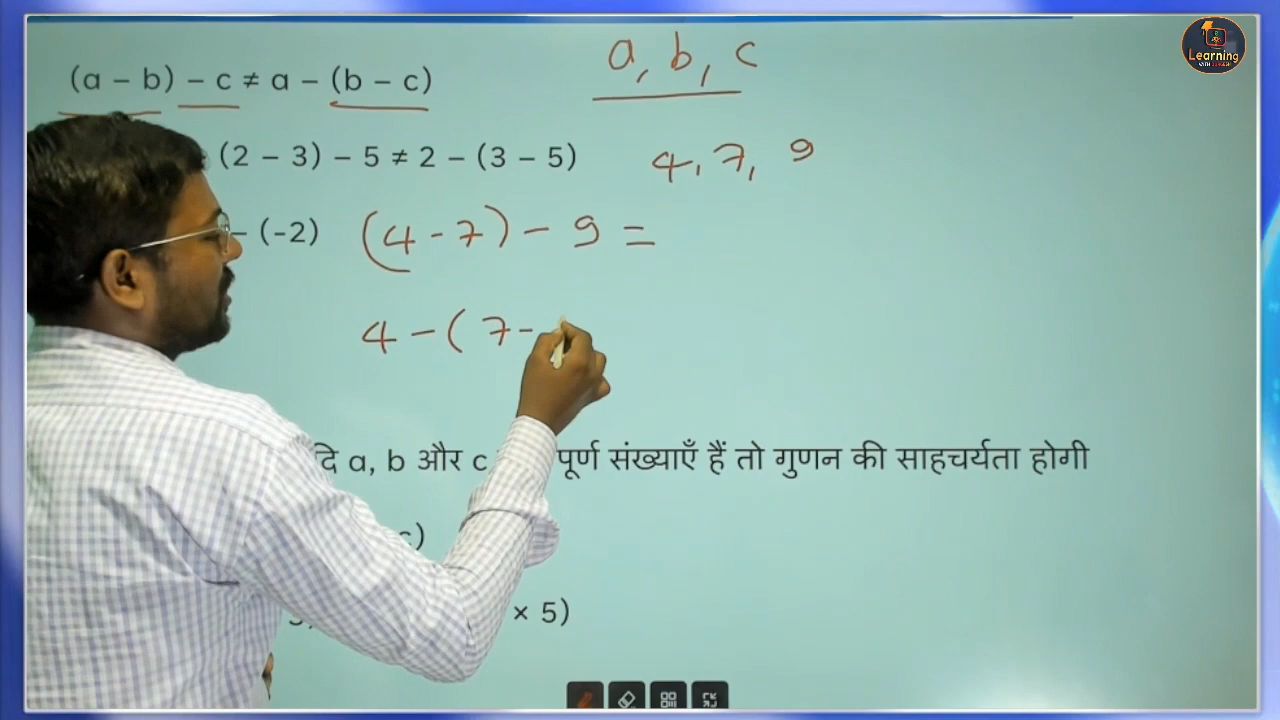 a, b, c
Learning
(a – b) – c ≠ a – (b – c)
(2 – 3) – 5 ≠ 2 – (3 – 5)
4, 7, 9
– (-2)
(4 - 7) - 9 =
4 - ( 7 -
a, b और c
पूर्ण संख्याएँ हैं तो गुणन की साहचर्यता होगी
c)
× 5)